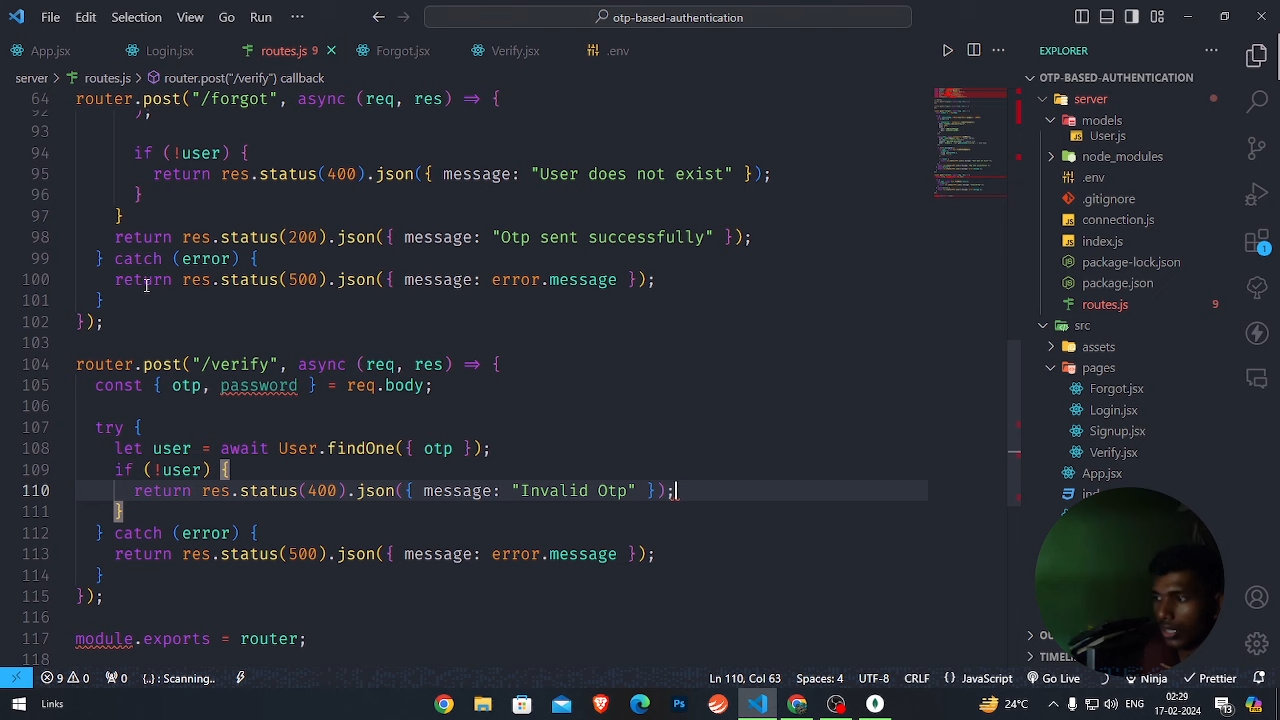 File Edit Selection View Go Run ··· otp-based-authentication
App.jsx Login.jsx routes.js 9 Forgot.jsx Verify.jsx .env
EXPLORER
server routes.js router.post("/verify") callback
OTP-BASED-AUTHENTICATION
64 router.post("/forgot", async (req, res) => {
server
93 );
models
User.js
94 if (!user) {
95 return res.status(500).json({ message: "User does not exist" });
.env
96 }
.gitignore
97 }
connection.js
98 return res.status(200).json({ message: "Otp sent successfully" });
index.js
99 } catch (error) {
package-lock.json
100 return res.status(500).json({ message: error.message });
package.json
101 }
routes.js 9
102 });
src
103
assets
104 router.post("/verify", async (req, res) => {
pages
105 const { otp, password } = req.body;
Forgot.jsx
106
Login.jsx
107 try {
Signup.jsx
108 let user = await User.findOne({ otp });
Verify.jsx
109 if (!user) {
App.jsx
110 return res.status(400).json({ message: "Invalid Otp" });
111 }
112 } catch (error) {
113 return res.status(500).json({ message: error.message });
114 }
115 });
116
117 module.exports = router;
118
TIMELINE
9 0 0 {..}: Scanning.. Ln 110, Col 63 Spaces: 4 UTF-8 CRLF {} JavaScript Go Live Ninja Prettier
Links 24°C 02:29